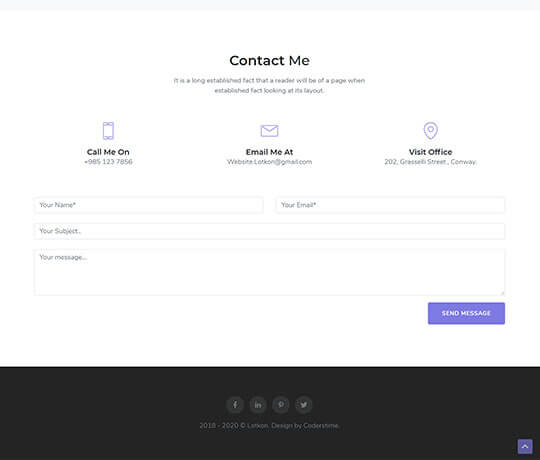 Contact Me
It is a long established fact that a reader will be of a page when
established fact looking at its layout.
Call Me On
+985 123 7856
Email Me At
Website.Lotkon@gmail.com
Visit Office
202, Grasselli Street , Conway.
Your Name*
Your Email*
Your Subject..
Your message...
SEND MESSAGE
2018 - 2020 © Lotkon. Design by Coderstime.